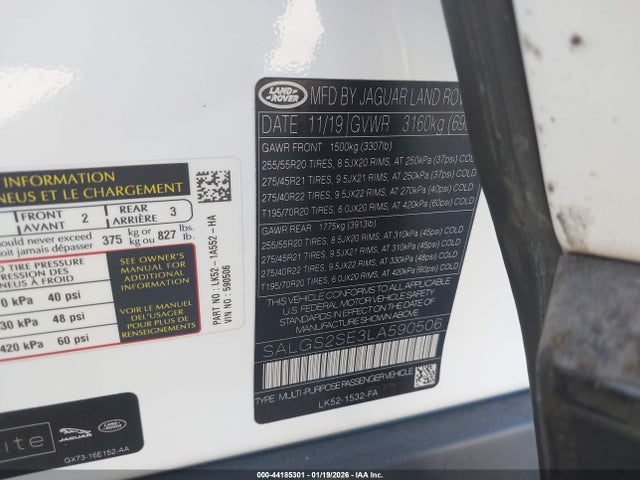 INFORMATION
NEUS ET LE CHARGEMENT
FRONT AVANT 2 REAR ARRIÈRE 3
should never exceed 375 kg or 827 lbs.
doit jamais dépasser kg ou lb.
D TIRE PRESSURE
RESSION DES
NEUS À FROID
0 kPa 40 psi
30 kPa 48 psi
420 kPa 60 psi
SEE OWNER'S
MANUAL FOR
ADDITIONAL
INFORMATION
VOIR LE MANUEL
DE L'USAGER
POUR PLUS DE
RENSEIGNEMENTS
PART NO : LK52-1A552-HA
VIN NO : 590506
ite
JAGUAR
LAND ROVER
GX73-16E152-AA
LAND
ROVER
MFD BY JAGUAR LAND ROV
DATE 11/19 GVWR 3160kg (69
GAWR FRONT 1500kg (3307lb)
255/55R20 TIRES, 8.5JX20 RIMS, AT 250kPa (37psi) COLD
275/45R21 TIRES, 9.5JX21 RIMS, AT 250kPa (37psi) COLD
275/40R22 TIRES, 9.5JX22 RIMS, AT 270kPa (40psi) COLD
T195/70R20 TIRES, 6.0JX20 RIMS, AT 420kPa (60psi) COLD
GAWR REAR 1775kg (3913lb)
255/55R20 TIRES, 8.5JX20 RIMS, AT 310kPa (45psi) COLD
275/45R21 TIRES, 9.5JX21 RIMS, AT 310kPa (45psi) COLD
275/40R22 TIRES, 9.5JX22 RIMS, AT 330kPa (48psi) COLD
T195/70R20 TIRES, 6.0JX20 RIMS, AT 420kPa (60psi) COLD
THIS VEHICLE CONFORMS TO ALL APPLICABLE
U.S. FEDERAL MOTOR VEHICLE SAFETY
STANDARDS IN EFFECT ON THE DATE OF
MANUFACTURE SHOWN ABOVE
SALGS2SE3LA590506
TYPE: MULTI-PURPOSE PASSENGER VEHICLE
LK52-1532-FA
000-44185301 - 01/19/2026 - IAA Inc.